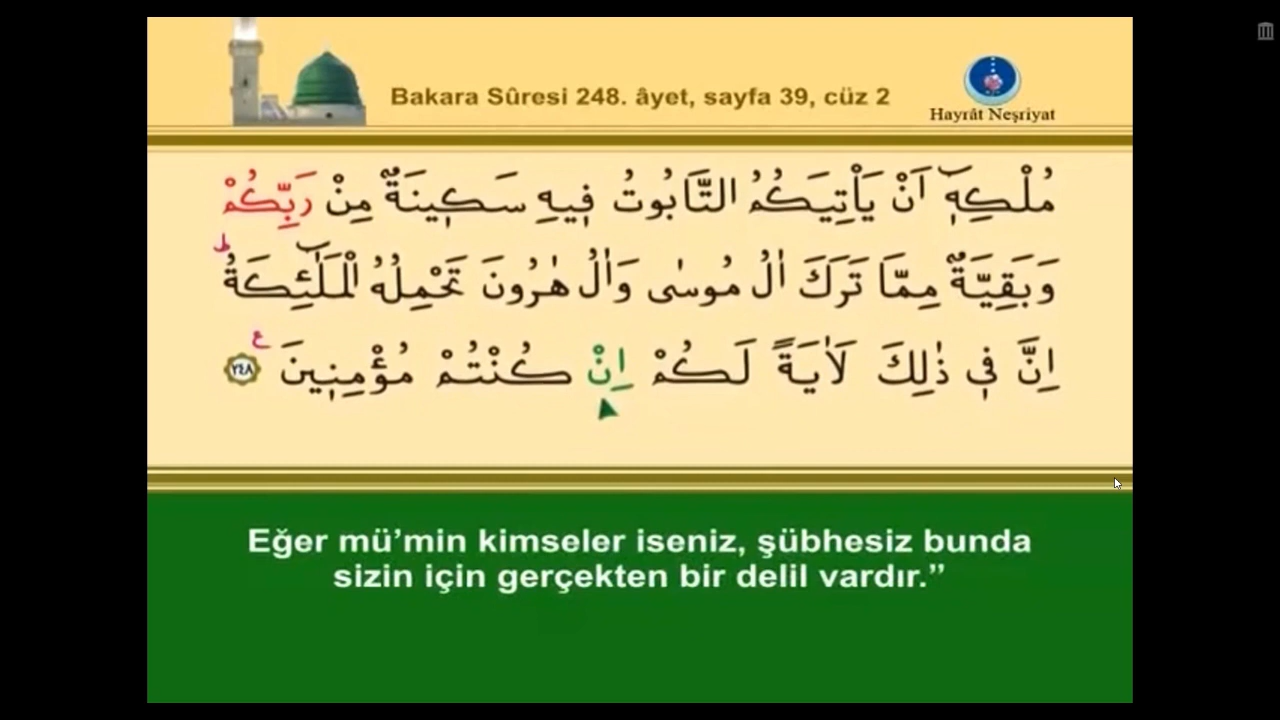 Bakara Sûresi 248. âyet, sayfa 39, cüz 2
Hayrât Neşriyat
مُلْكِهٖٓ اَنْ يَأْتِيَكُمُ التَّابُوتُ فٖيهِ سَكٖينَةٌ مِنْ رَبِّكُمْ ط
وَبَقِيَّةٌ مِمَّا تَرَكَ اٰلُ مُوسٰى وَاٰلُ هٰرُونَ تَحْمِلُهُ الْمَلٰٓئِكَةُ
اِنَّ فٖى ذٰلِكَ لَاٰيَةً لَكُمْ اِنْ كُنْتُمْ مُؤْمِنٖينَ ع ٢٤٨
Eğer mü’min kimseler iseniz, şübhesiz bunda
sizin için gerçekten bir delil vardır.”